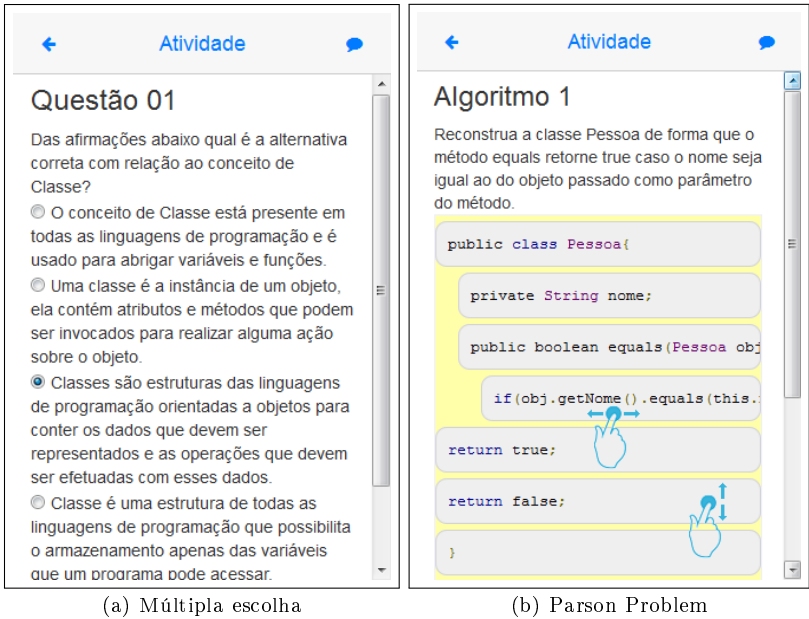 Atividade
Questão 01
Das afirmações abaixo qual é a alternativa
correta com relação ao conceito de
Classe?
O conceito de Classe está presente em
todas as linguagens de programação e é
usado para abrigar variáveis e funções.
Uma classe é a instância de um objeto,
ela contém atributos e métodos que podem
ser invocados para realizar alguma ação
sobre o objeto.
Classes são estruturas das linguagens
de programação orientadas a objetos para
conter os dados que devem ser
representados e as operações que devem
ser efetuadas com esses dados.
Classe é uma estrutura de todas as
linguagens de programação que possibilita
o armazenamento apenas das variáveis
que um programa pode acessar.
(a) Múltipla escolha
Atividade
Algoritmo 1
Reconstrua a classe Pessoa de forma que o
método equals retorne true caso o nome seja
igual ao do objeto passado como parâmetro
do método.
public class Pessoa{
private String nome;
public boolean equals(Pessoa obj
if(obj.getNome().equals(this.
return true;
return false;
}
(b) Parson Problem